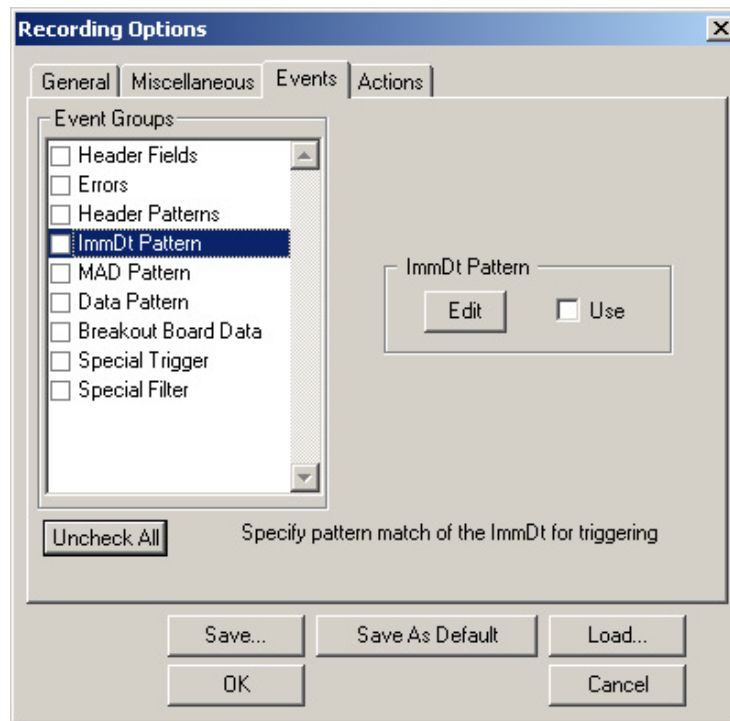 Recording Options
General Miscellaneous Events Actions
Event Groups
Header Fields
Errors
Header Patterns
ImmDt Pattern
MAD Pattern
Data Pattern
Breakout Board Data
Special Trigger
Special Filter
ImmDt Pattern
Edit Use
Uncheck All Specify pattern match of the ImmDt for triggering
Save... Save As Default Load...
OK Cancel